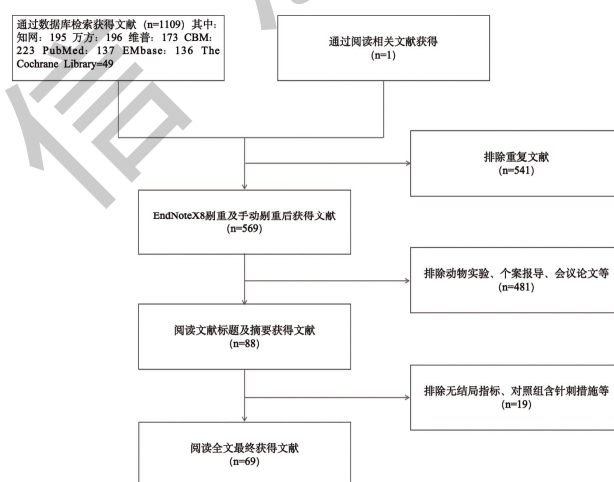 通过数据库检索获得文献 (n=1109) 其中:
知网: 195 万方: 196 维普: 173 CBM:
223 PubMed: 137 EMbase: 136 The
Cochrane Library=49
通过阅读相关文献获得
(n=1)
排除重复文献
(n=541)
EndNoteX8剔重及手动剔重后获得文献
(n=569)
排除动物实验、个案报导、会议论文等
(n=481)
阅读文献标题及摘要获得文献
(n=88)
排除无结局指标、对照组含针刺措施等
(n=19)
阅读全文最终获得文献
(n=69)
信